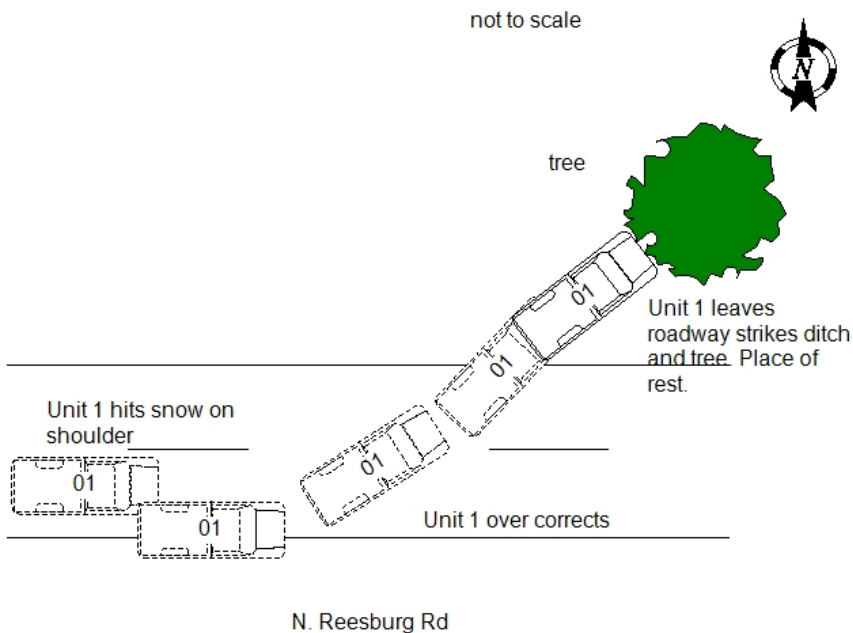 not to scale
N
tree
01
Unit 1 leaves
roadway strikes ditch
and tree. Place of
rest.
01
Unit 1 hits snow on
shoulder
01
01
01
Unit 1 over corrects
N. Reesburg Rd